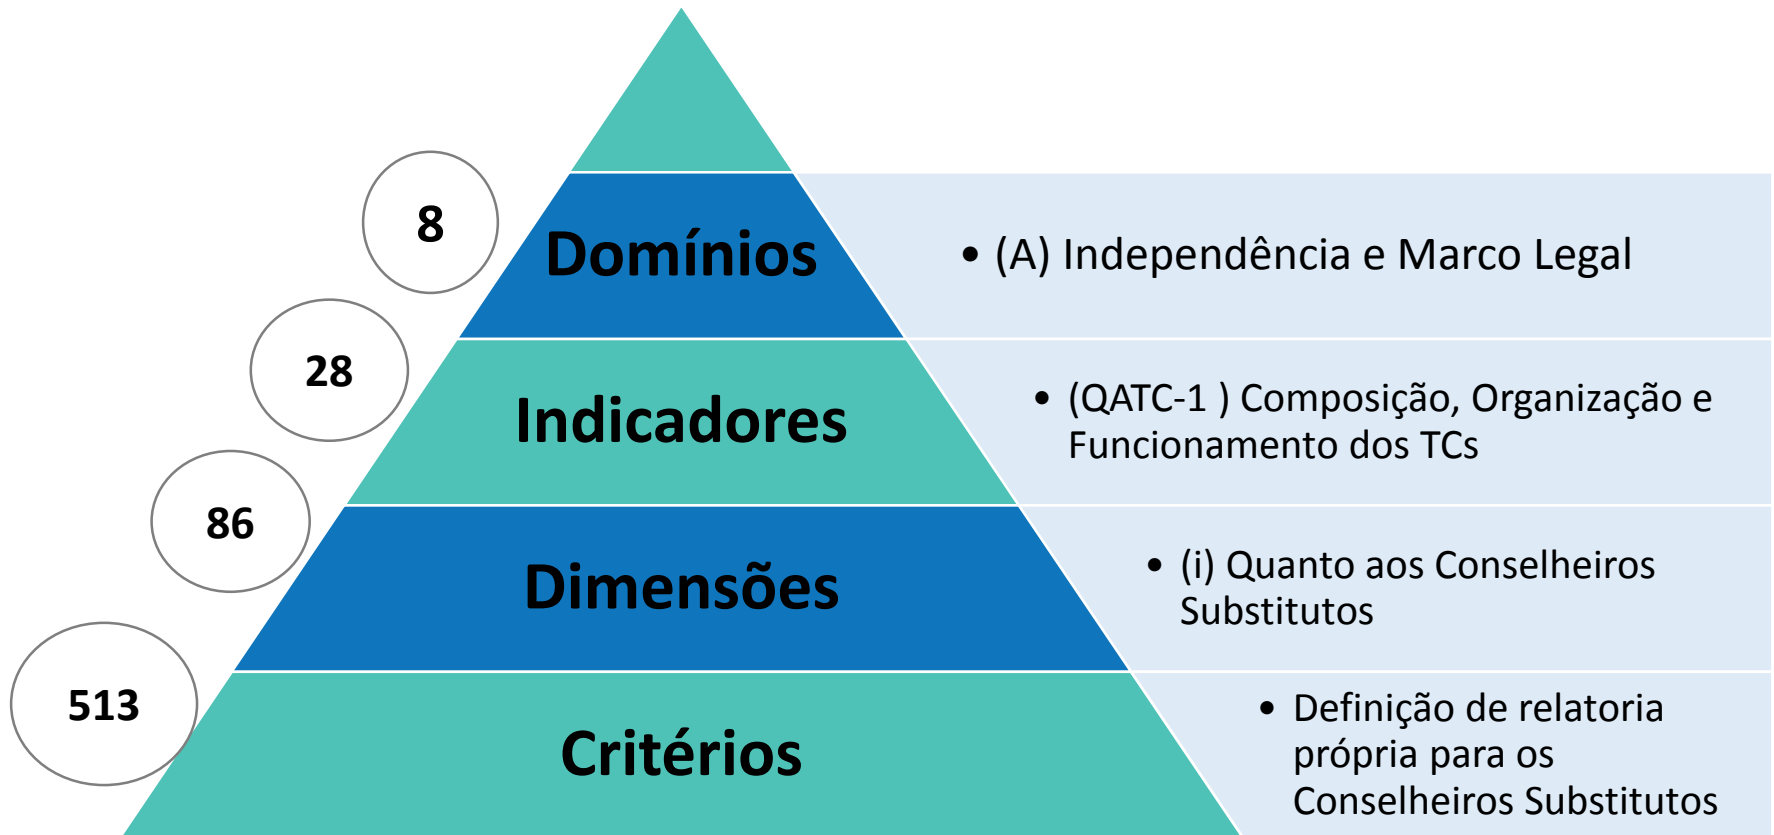 8
Domínios
• (A) Independência e Marco Legal
28
Indicadores
• (QATC-1 ) Composição, Organização e
Funcionamento dos TCs
86
Dimensões
• (i) Quanto aos Conselheiros
Substitutos
513
Critérios
• Definição de relatoria
própria para os
Conselheiros Substitutos